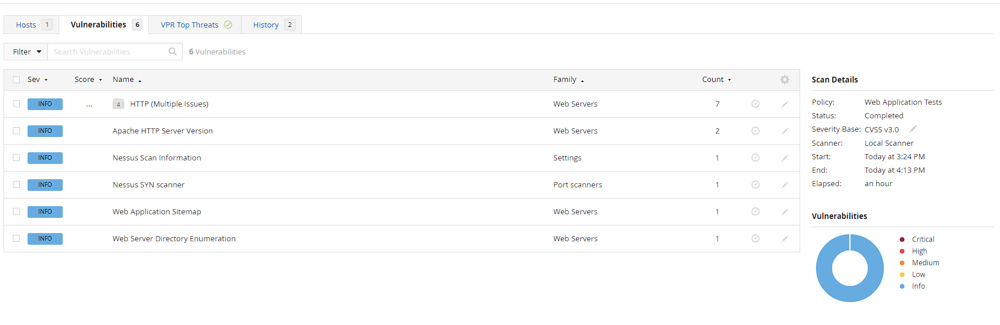 Hosts 1 Vulnerabilities 6 VPR Top Threats History 2
Filter Search Vulnerabilities 6 Vulnerabilities
Sev Score Name Family Count
INFO ... 4 HTTP (Multiple Issues) Web Servers 7
INFO Apache HTTP Server Version Web Servers 2
INFO Nessus Scan Information Settings 1
INFO Nessus SYN scanner Port scanners 1
INFO Web Application Sitemap Web Servers 1
INFO Web Server Directory Enumeration Web Servers 1
Scan Details
Policy: Web Application Tests
Status: Completed
Severity Base: CVSS v3.0
Scanner: Local Scanner
Start: Today at 3:24 PM
End: Today at 4:13 PM
Elapsed: an hour
Vulnerabilities
Critical
High
Medium
Low
Info